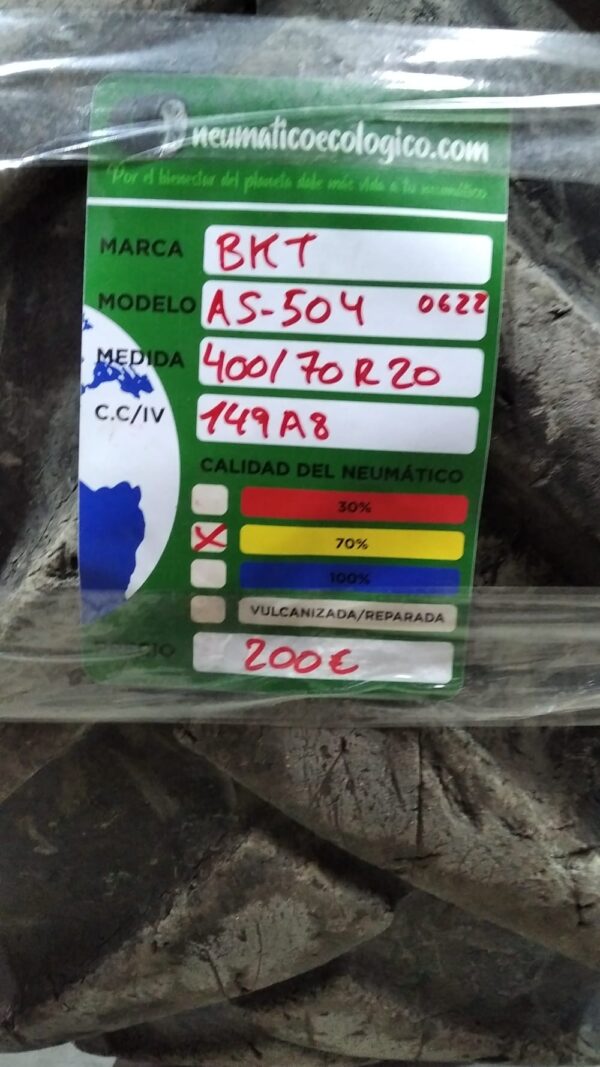 neumaticoecologico.com
Por el bienestar del planeta dale más vida a tu neumático
MARCA BKT
MODELO AS-504 0622
MEDIDA 400/70R20
C.C/IV 149A8
CALIDAD DEL NEUMÁTICO
30%
X 70%
100%
VULCANIZADA/REPARADA
PRECIO 200€